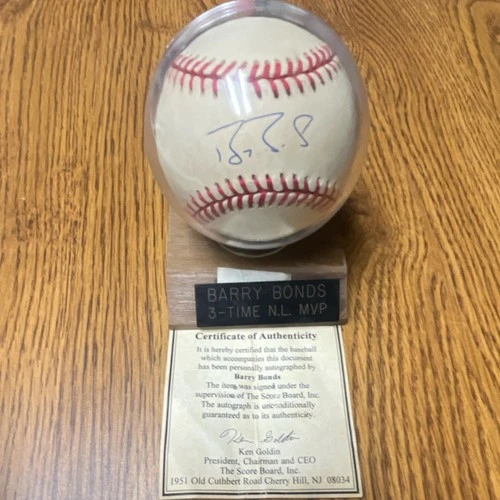 BARRY BONDS
3-TIME N.L. MVP
Certificate of Authenticity
It is hereby certified that the baseball
which accompanies this document
has been personally autographed by
Barry Bonds
The item was signed under the
supervision of The Score Board, Inc.
The autograph is unconditionally
guaranteed as to its authenticity.
Ken Goldin
Ken Goldin
President, Chairman and CEO
The Score Board, Inc.
1951 Old Cuthbert Road Cherry Hill, NJ 08034